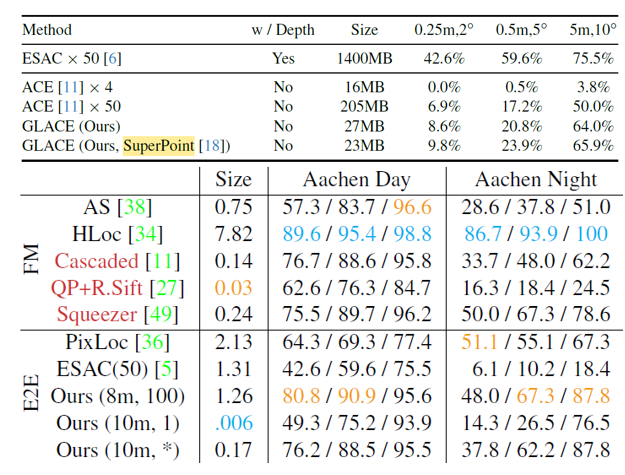 Method w / Depth Size 0.25m,2° 0.5m,5° 5m,10°
ESAC × 50 [6] Yes 1400MB 42.6% 59.6% 75.5%
ACE [11] × 4 No 16MB 0.0% 0.5% 3.8%
ACE [11] × 50 No 205MB 6.9% 17.2% 50.0%
GLACE (Ours) No 27MB 8.6% 20.8% 64.0%
GLACE (Ours, SuperPoint [18]) No 23MB 9.8% 23.9% 65.9%
Size Aachen Day Aachen Night
FM
AS [38] 0.75 57.3 / 83.7 / 96.6 28.6 / 37.8 / 51.0
HLoc [34] 7.82 89.6 / 95.4 / 98.8 86.7 / 93.9 / 100
Cascaded [11] 0.14 76.7 / 88.6 / 95.8 33.7 / 48.0 / 62.2
QP+R.Sift [27] 0.03 62.6 / 76.3 / 84.7 16.3 / 18.4 / 24.5
Squeezer [49] 0.24 75.5 / 89.7 / 96.2 50.0 / 67.3 / 78.6
E2E
PixLoc [36] 2.13 64.3 / 69.3 / 77.4 51.1 / 55.1 / 67.3
ESAC(50) [5] 1.31 42.6 / 59.6 / 75.5 6.1 / 10.2 / 18.4
Ours (8m, 100) 1.26 80.8 / 90.9 / 95.6 48.0 / 67.3 / 87.8
Ours (10m, 1) .006 49.3 / 75.2 / 93.9 14.3 / 26.5 / 76.5
Ours (10m, *) 0.17 76.2 / 88.5 / 95.5 37.8 / 62.2 / 87.8